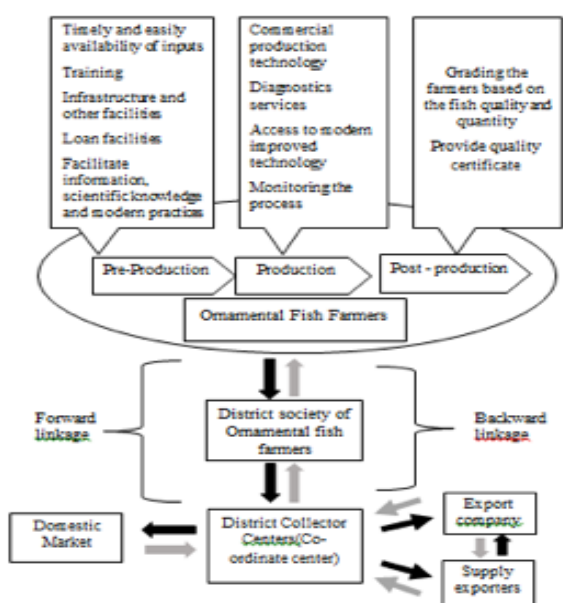 Timely and easily
availability of inputs
Training
Infrastructure and
other facilities
Loan facilities
Facilitate
information,
scientific knowledge
and modern practices
Commercial
production
technology
Diagnostics
services
Access to modern
improved
technology
Monitoring the
process
Grading the
farmers based on
the fish quality and
quantity
Provide quality
certificate
Pre-Production
Production
Post - production
Ornamental Fish Farmers
Forward
linkage
District society of
Ornamental fish
farmers
Backward
linkage
Domestic
Market
District Collector
Centers(Co-
ordinate center)
Export
company
Supply
exporters